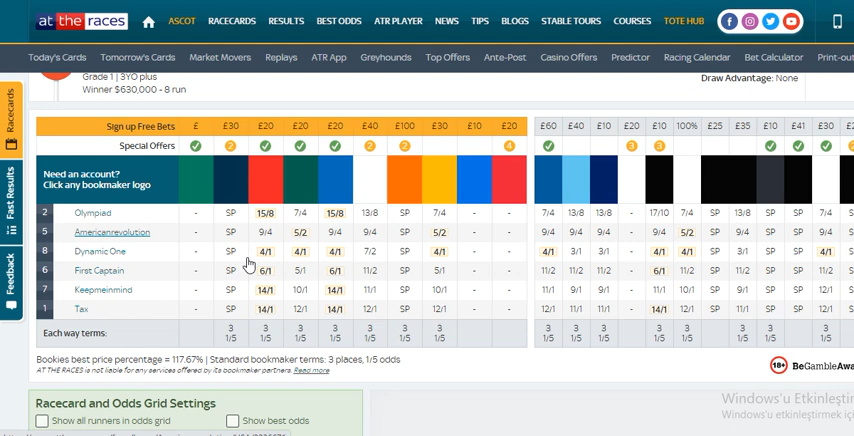 at the races ASCOT RACECARDS RESULTS BEST ODDS ATR PLAYER NEWS TIPS BLOGS STABLE TOURS COURSES TOTE HUB
Today's Cards Tomorrow's Cards Market Movers Replays ATR App Greyhounds Top Offers Ante-Post Casino Offers Predictor Racing Calendar Bet Calculator Print-out
Grade 1 | 3YO plus
Winner $630,000 - 8 run
Draw Advantage: None
Racecards
Fast Results
Feedback
Sign up Free Bets £ £30 £20 £20 £20 £40 £100 £30 £10 £20 £60 £40 £10 £20 £10 100% £25 £35 £10 £41 £30
Special Offers 2 2 2 4 3 3
Need an account?
Click any bookmaker logo
2 Olympiad - SP 15/8 7/4 15/8 13/8 SP 7/4 - - 7/4 13/8 13/8 - 17/10 7/4 SP 13/8 SP SP 7/4
5 Americanrevolution - SP 9/4 5/2 9/4 9/4 SP 5/2 - - 9/4 9/4 9/4 - 9/4 5/2 SP 9/4 SP SP 9/4
8 Dynamic One - SP 4/1 4/1 4/1 7/2 SP 4/1 - - 4/1 3/1 3/1 - 4/1 4/1 SP 3/1 SP SP 4/1
6 First Captain - SP 6/1 5/1 6/1 11/2 SP 5/1 - - 11/2 11/2 11/2 - 6/1 11/2 SP 11/2 SP SP 11/2
7 Keepmeinmind - SP 14/1 10/1 14/1 11/1 SP 10/1 - - 11/1 9/1 9/1 - 11/1 10/1 SP 9/1 SP SP 12/1
1 Tax - SP 14/1 12/1 14/1 12/1 SP 12/1 - - 12/1 11/1 11/1 - 14/1 12/1 SP 11/1 SP SP 12/1
Each way terms: 3 3 3 3 3 3 3 3 3 3 3 3 3 3 3 3 3
1/5 1/5 1/5 1/5 1/5 1/5 1/5 1/5 1/5 1/5 1/5 1/5 1/5 1/5 1/5 1/5 1/5
Bookies best price percentage = 117.67% | Standard bookmaker terms: 3 places, 1/5 odds
AT THE RACES is not liable for any services offered by its bookmaker partners. Read more
18+ BeGambleAwa
Racecard and Odds Grid Settings
Show all runners in odds grid Show best odds
Windows'u Etkinleştir
Windows'u etkinleştirmek iç